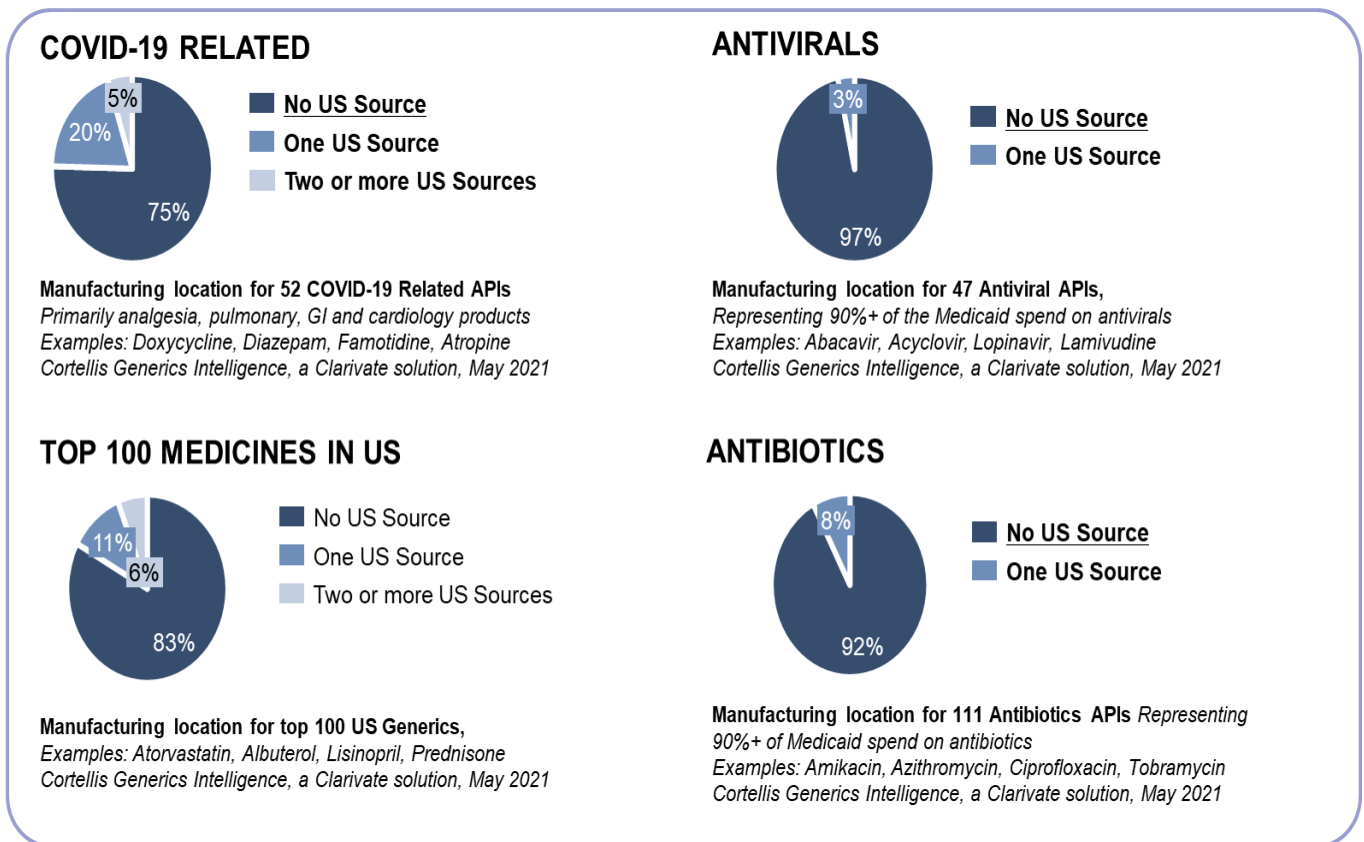 COVID-19 RELATED
5%
20%
75%
No US Source
One US Source
Two or more US Sources
Manufacturing location for 52 COVID-19 Related APIs
Primarily analgesia, pulmonary, GI and cardiology products
Examples: Doxycycline, Diazepam, Famotidine, Atropine
Cortellis Generics Intelligence, a Clarivate solution, May 2021
ANTIVIRALS
3%
97%
No US Source
One US Source
Manufacturing location for 47 Antiviral APIs,
Representing 90%+ of the Medicaid spend on antivirals
Examples: Abacavir, Acyclovir, Lopinavir, Lamivudine
Cortellis Generics Intelligence, a Clarivate solution, May 2021
TOP 100 MEDICINES IN US
11%
6%
83%
No US Source
One US Source
Two or more US Sources
Manufacturing location for top 100 US Generics,
Examples: Atorvastatin, Albuterol, Lisinopril, Prednisone
Cortellis Generics Intelligence, a Clarivate solution, May 2021
ANTIBIOTICS
8%
92%
No US Source
One US Source
Manufacturing location for 111 Antibiotics APIs Representing
90%+ of Medicaid spend on antibiotics
Examples: Amikacin, Azithromycin, Ciprofloxacin, Tobramycin
Cortellis Generics Intelligence, a Clarivate solution, May 2021